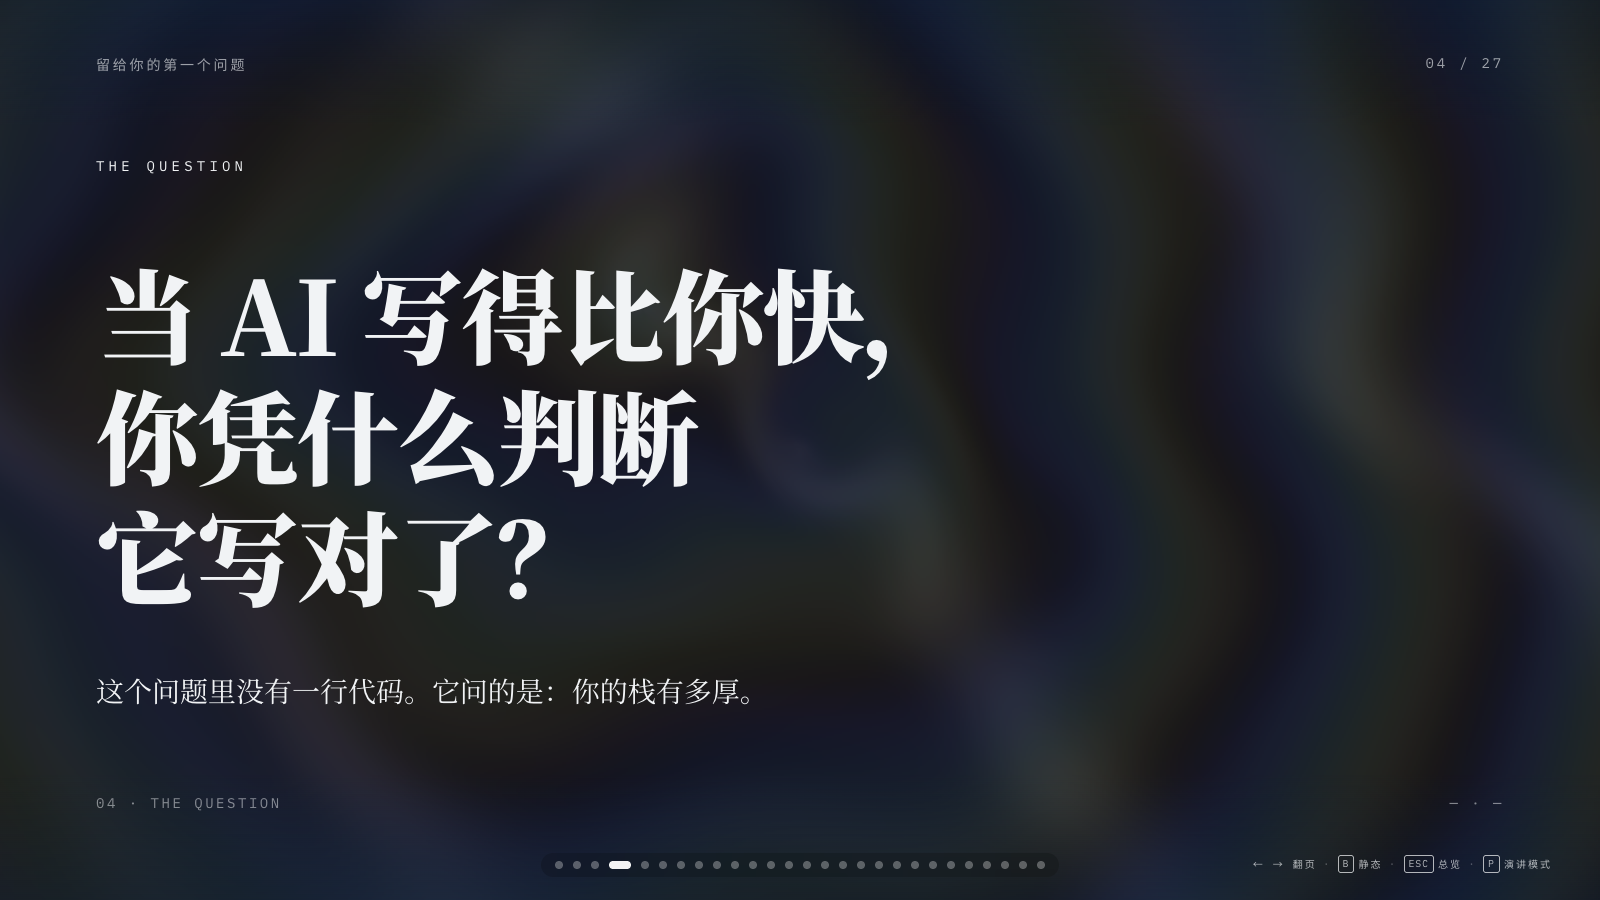 留给你的第一个问题
04 / 27
THE QUESTION
当 AI 写得比你快,
你凭什么判断
它写对了?
这个问题里没有一行代码。它问的是：你的栈有多厚。
04 · THE QUESTION
— · —
← → 翻页 · B 静态 · ESC 总览 · P 演讲模式